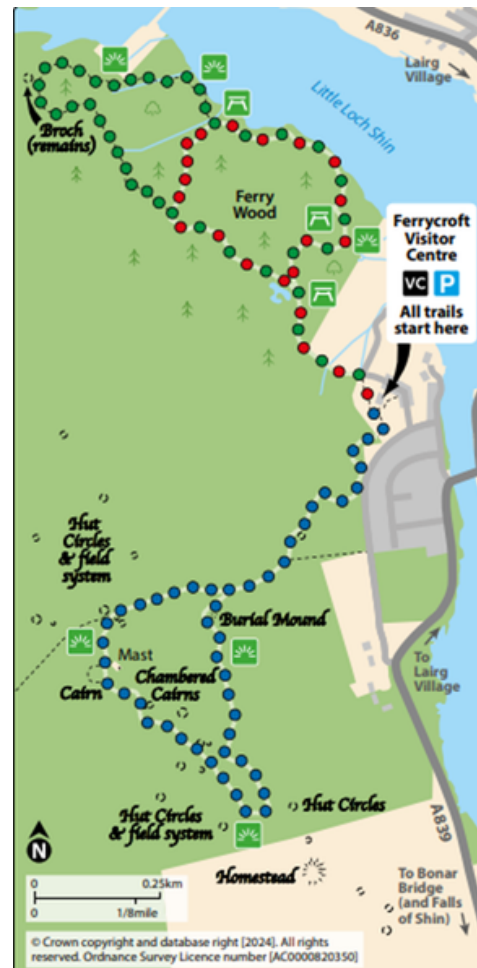 A836
Lairg
Village
Little Loch Shin
Broch
(remains)
Ferry
Wood
Ferrycroft
Visitor
Centre
VC P
All trails
start here
Hut
Circles
& field
system
Burial Mound
Mast
Chambered
Cairns
Cairn
To
Lairg
Village
Hut Circles
& field system
Hut Circles
A839
Homestead
To Bonar
Bridge
(and Falls
of Shin)
N
0 0.25km
0 1/8mile
© Crown copyright and database right [2024]. All rights
reserved. Ordnance Survey Licence number [AC0000820350]